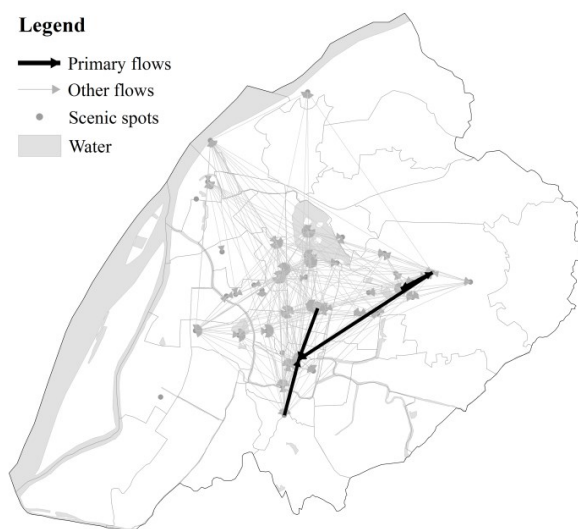 Legend
Primary flows
Other flows
Scenic spots
Water